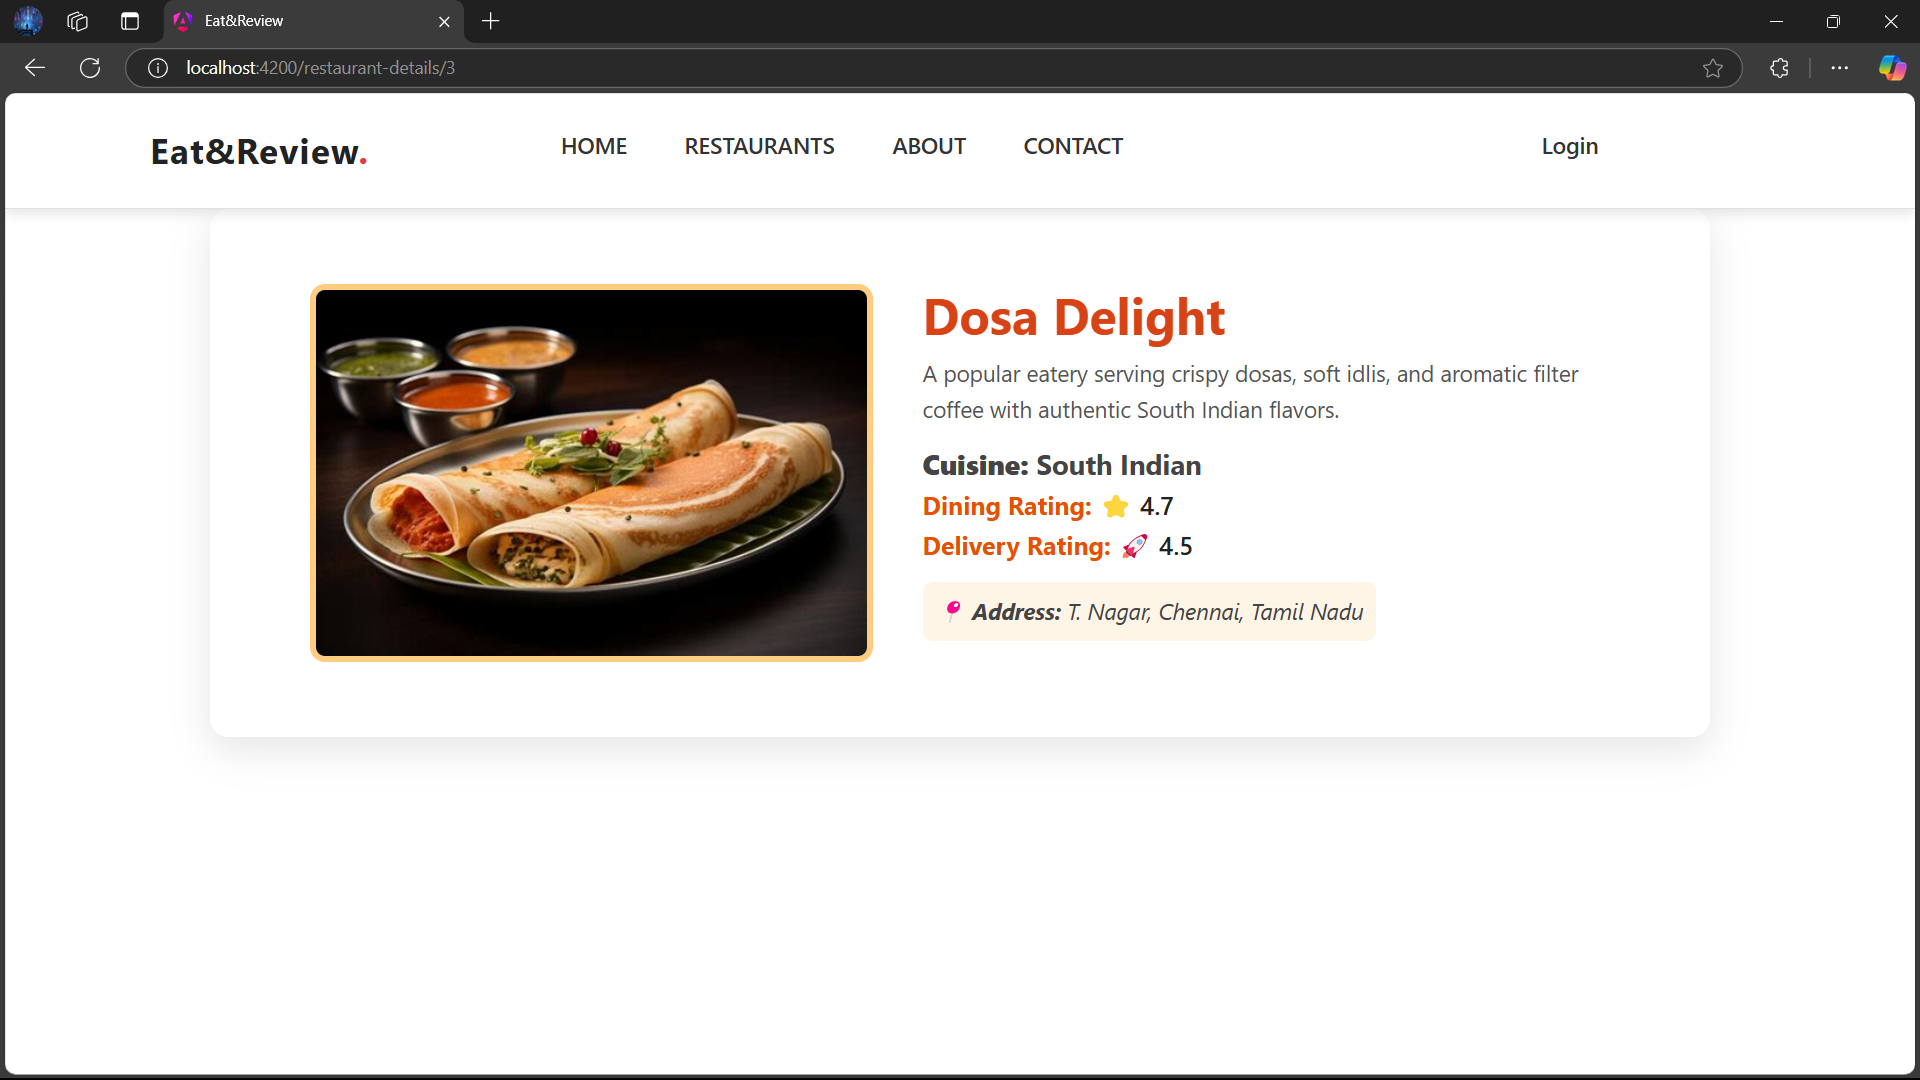 Eat&Review
localhost:4200/restaurant-details/3
Eat&Review.
HOME
RESTAURANTS
ABOUT
CONTACT
Login
Dosa Delight
A popular eatery serving crispy dosas, soft idlis, and aromatic filter
coffee with authentic South Indian flavors.
Cuisine: South Indian
Dining Rating: ⭐ 4.7
Delivery Rating: 🚀 4.5
📍 Address: T. Nagar, Chennai, Tamil Nadu